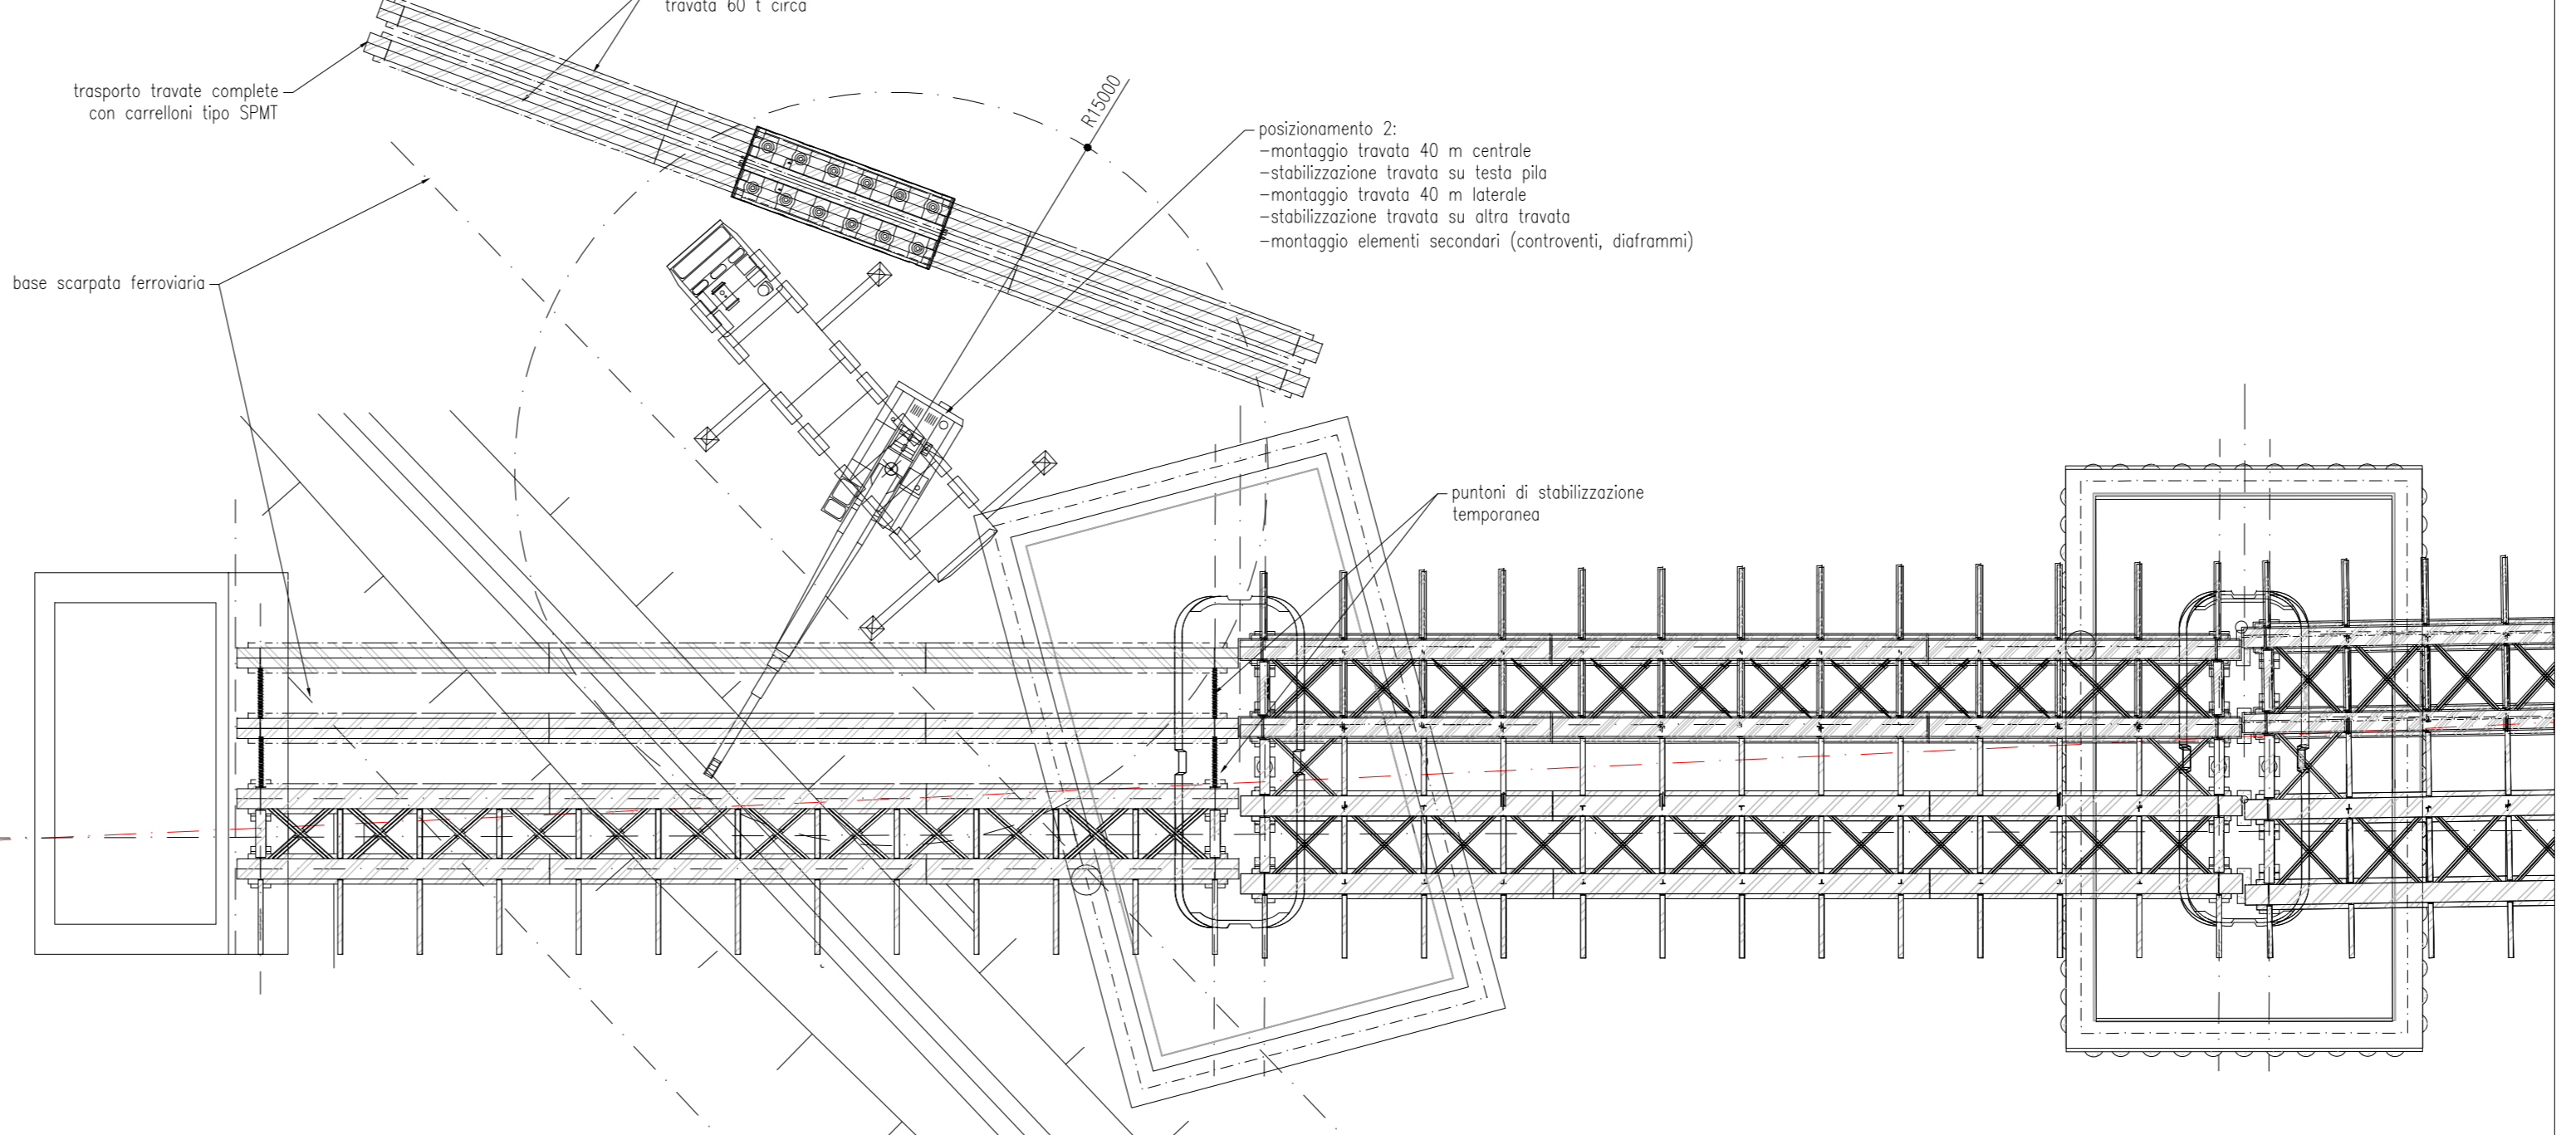 travata 60 t circa
trasporto travate complete
con carrelloni tipo SPMT
R15000
posizionamento 2:
-montaggio travata 40 m centrale
-stabilizzazione travata su testa pila
-montaggio travata 40 m laterale
-stabilizzazione travata su altra travata
-montaggio elementi secondari (controventi, diaframmi)
base scarpata ferroviaria
puntoni di stabilizzazione
temporanea